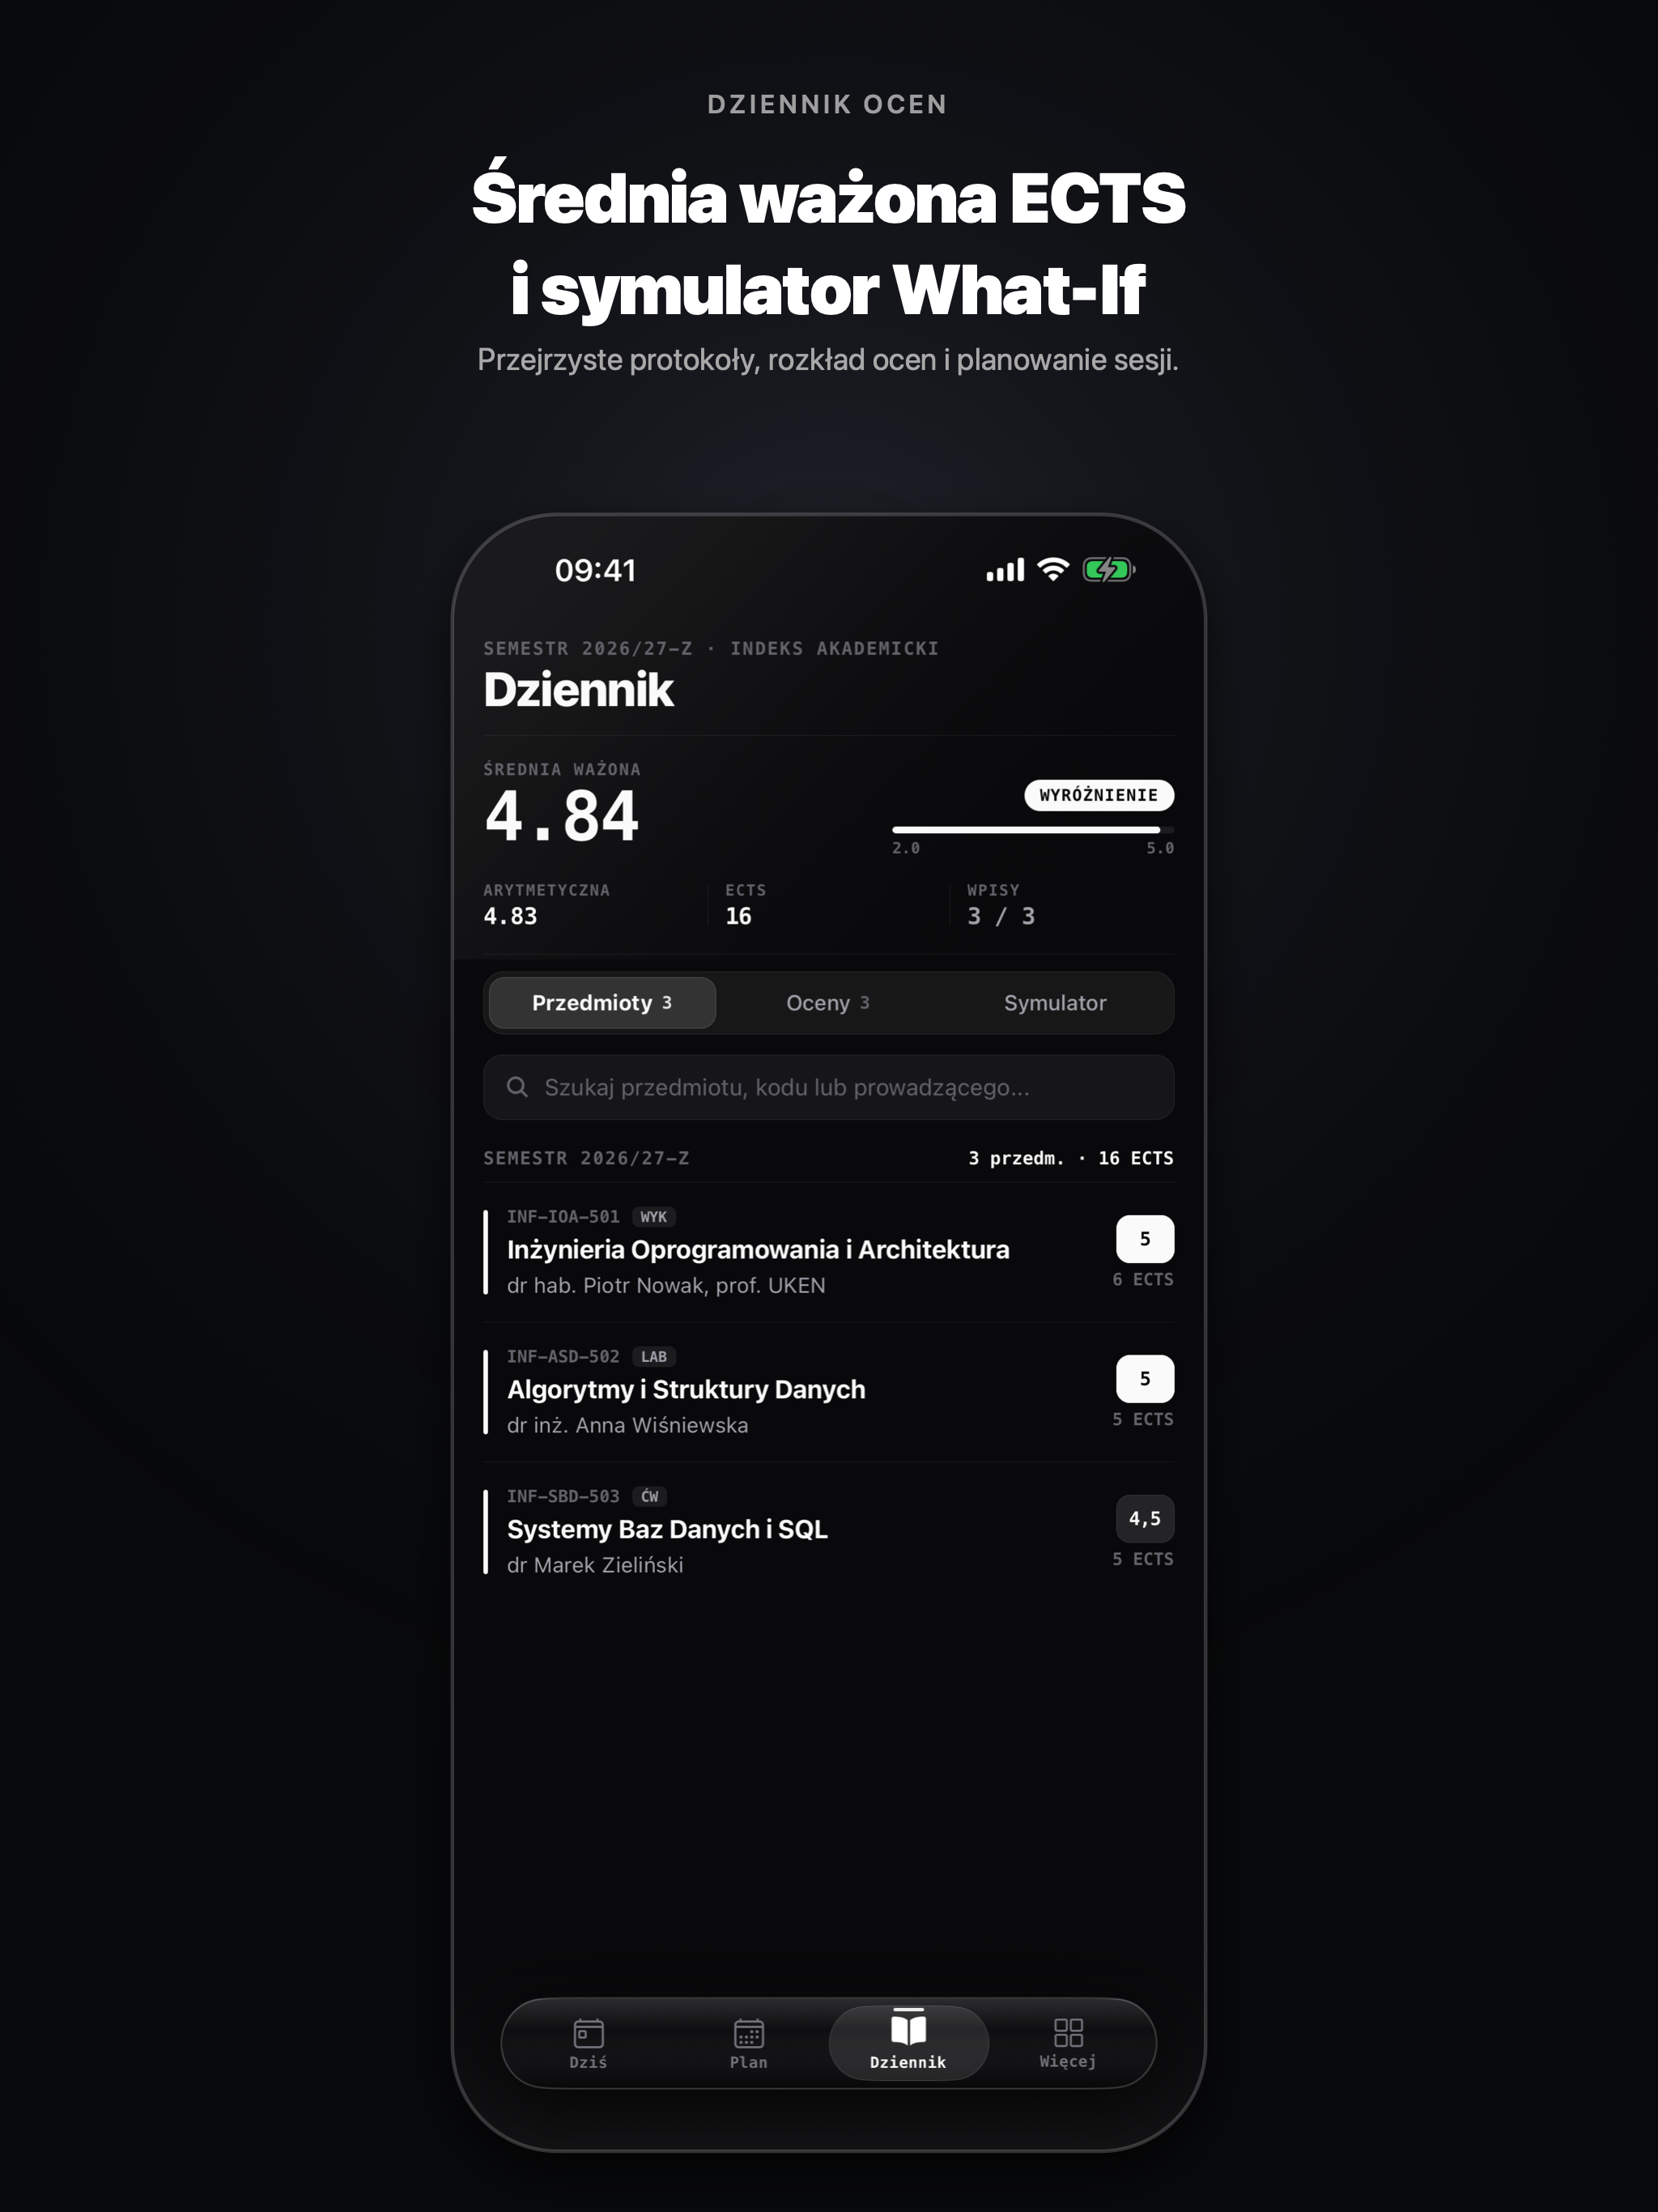 DZIENNIK OCEN
Średnia ważona ECTS
i symulator What-If
Przejrzyste protokoły, rozkład ocen i planowanie sesji.
09:41
SEMESTR 2026/27–Z · INDEKS AKADEMICKI
Dziennik
ŚREDNIA WAŻONA
4.84
WYRÓŻNIENIE
2.0 5.0
ARYTMETYCZNA ECTS WPISY
4.83 16 3 / 3
Przedmioty 3 Oceny 3 Symulator
Szukaj przedmiotu, kodu lub prowadzącego...
SEMESTR 2026/27–Z 3 przedm. · 16 ECTS
INF–IOA–501 WYK
Inżynieria Oprogramowania i Architektura
dr hab. Piotr Nowak, prof. UKEN
5
6 ECTS
INF–ASD–502 LAB
Algorytmy i Struktury Danych
dr inż. Anna Wiśniewska
5
5 ECTS
INF–SBD–503 ĆW
Systemy Baz Danych i SQL
dr Marek Zieliński
4,5
5 ECTS
Dziś Plan Dziennik Więcej